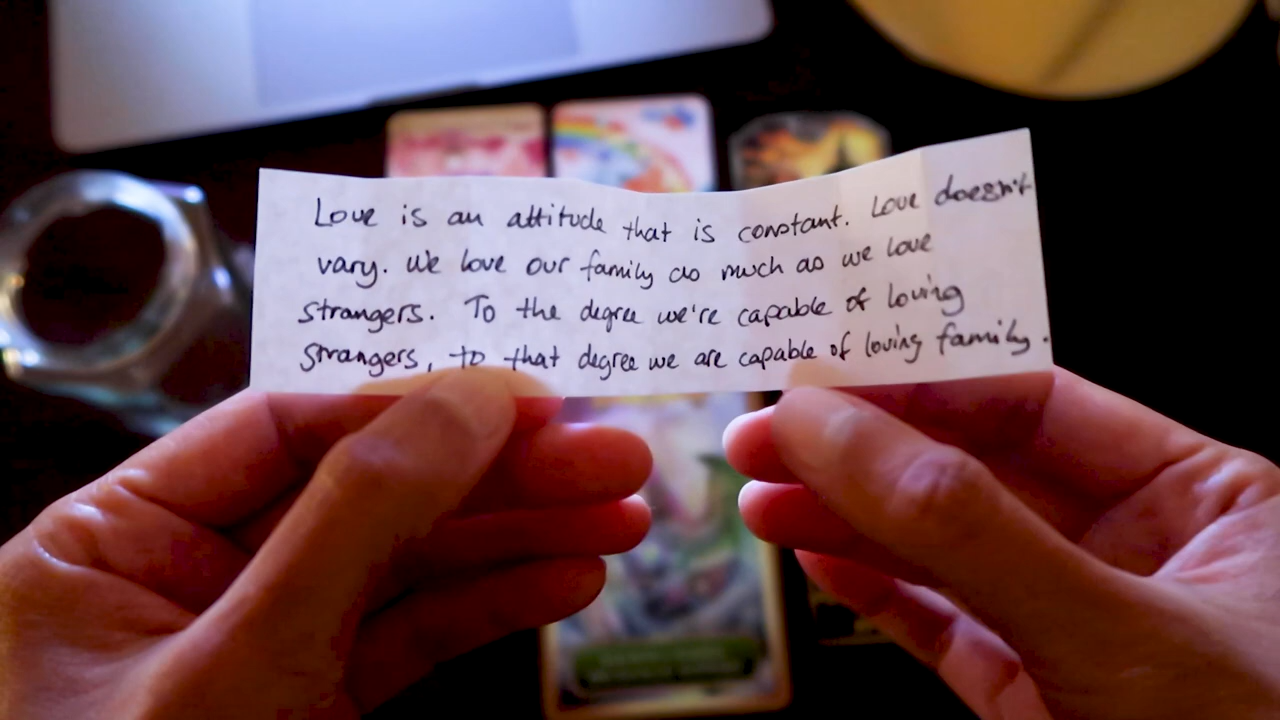 Love is an attitude that is constant. Love doesn't
vary. We love our family as much as we love
strangers. To the degree we're capable of loving
strangers, to that degree we are capable of loving family.